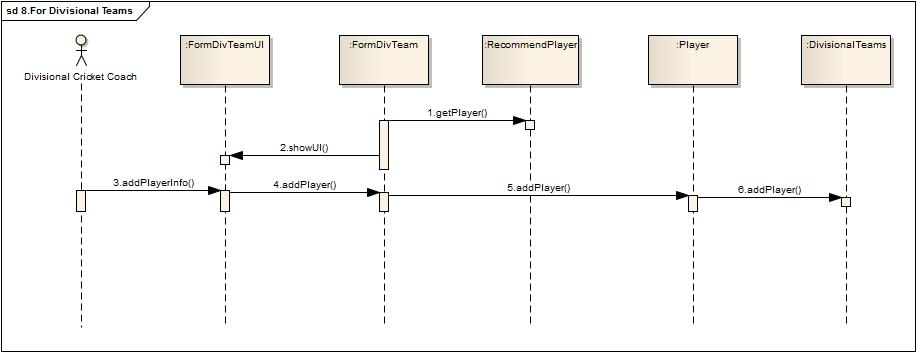 sd 8.For Divisional Teams
Divisional Cricket Coach
:FormDivTeamUI
:FormDivTeam
:RecommendPlayer
:Player
:DivisionalTeams
1.getPlayer()
2.showUI()
3.addPlayerInfo()
4.addPlayer()
5.addPlayer()
6.addPlayer()